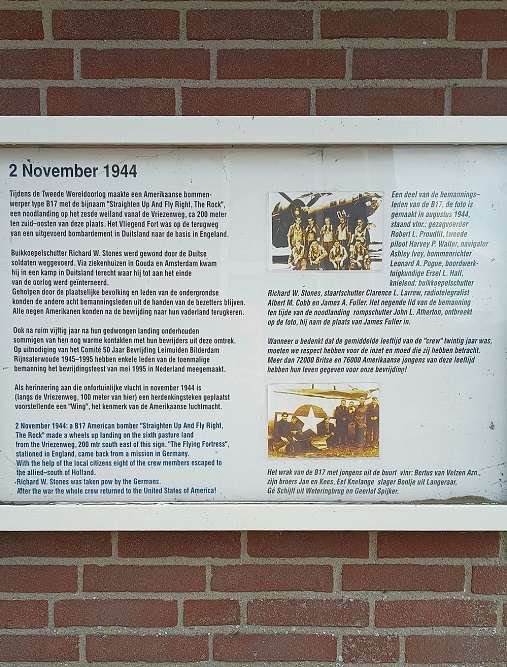 2 November 1944
Tijdens de Tweede Wereldoorlog maakte een Amerikaanse bommen-
werper type B17 met de bijnaam "Straighten Up And Fly Right, The Rock",
een noodlanding op het zesde weiland vanaf de Vriezenweg, ca 200 meter
ten zuid-oosten van deze plaats. Het Vliegend Fort was op de terugweg
van een uitgevoerd bombardement in Duitsland naar de basis in Engeland.
Buikkoepelschutter Richard W. Stones werd gewond door de Duitse
soldaten weggevoerd. Via ziekenhuizen in Gouda en Amsterdam kwam
hij in een kamp in Duitsland terecht waar hij tot aan het einde
van de oorlog werd geïnterneerd.
Geholpen door de plaatselijke bevolking en leden van de ondergrondse
konden de andere acht bemanningsleden uit handen van de bezetters blijven.
Alle negen Amerikanen konden na de bevrijding naar hun vaderland terugkeren.
Ook na ruim vijftig jaar na hun gedwongen landing onderhouden
sommigen van hen nog warme kontakten met hun bevrijders uit deze omtrek.
Op uitnodiging van het Comité 50 Jaar Bevrijding Leimuiden Bilderdam
Rijnsaterwoude 1945-1995 hebben enkele leden van de toenmalige
bemanning het bevrijdingsfeest van mei 1995 in Nederland meegemaakt.
Als herinnering aan die onfortuinlijke vlucht in november 1944 is
(langs de Vriezenweg, 100 meter van hier) een herdenkingsteken geplaatst
voorstellende een "Wing", het kenmerk van de Amerikaanse luchtmacht.
2 November 1944: a B17 American bomber "Straighten Up And Fly Right,
The Rock" made a wheels up landing on the sixth pasture land
from the Vriezenweg, 200 mtr south east of this sign. "The Flying Fortress",
stationed in England, came back from a mission in Germany.
With the help of the local citizens eight of the crew members escaped to
the allied-south of Holland.
-Richard W. Stones was taken pow by the Germans.
After the war the whole crew returned to the United States of America!
Een deel van de bemannings-
leden van de B17, de foto is
gemaakt in augustus 1944,
staand vlnr.: gezagvoerder
Robert L. Proudfit, tweede
piloot Harvey P. Walter, navigator
Ashley Ivey, bommenrichter
Leonard A. Pogue, boordwerk-
tuigkundige Erzel L. Hall,
knielend: buikkoepelschutter
Richard W. Stones, staartschutter Clarence L. Larrew, radiotelegrafist
Albert M. Cobb en James A. Fuller. Het negende lid van de bemanning
ten tijde van de noodlanding rompschutter John L. Atherton, ontbreekt
op de foto, hij nam de plaats van James Fuller in.
Wanneer u bedenkt dat de gemiddelde leeftijd van de "crew" twintig jaar was,
moeten we respect hebben voor de inzet en moed die zij hebben betracht.
Meer dan 72000 Britse en 76000 Amerikaanse jongens van deze leeftijd
hebben hun leven gegeven voor onze bevrijding!
Het wrak van de B17 met jongens uit de buurt vlnr: Bertus van Velzen Azn.,
zijn broers Jan en Kees, Eef Knelange slager Bontje uit Langeraar,
Gé Schijff uit Weteringbrug en Geerlof Spijker.